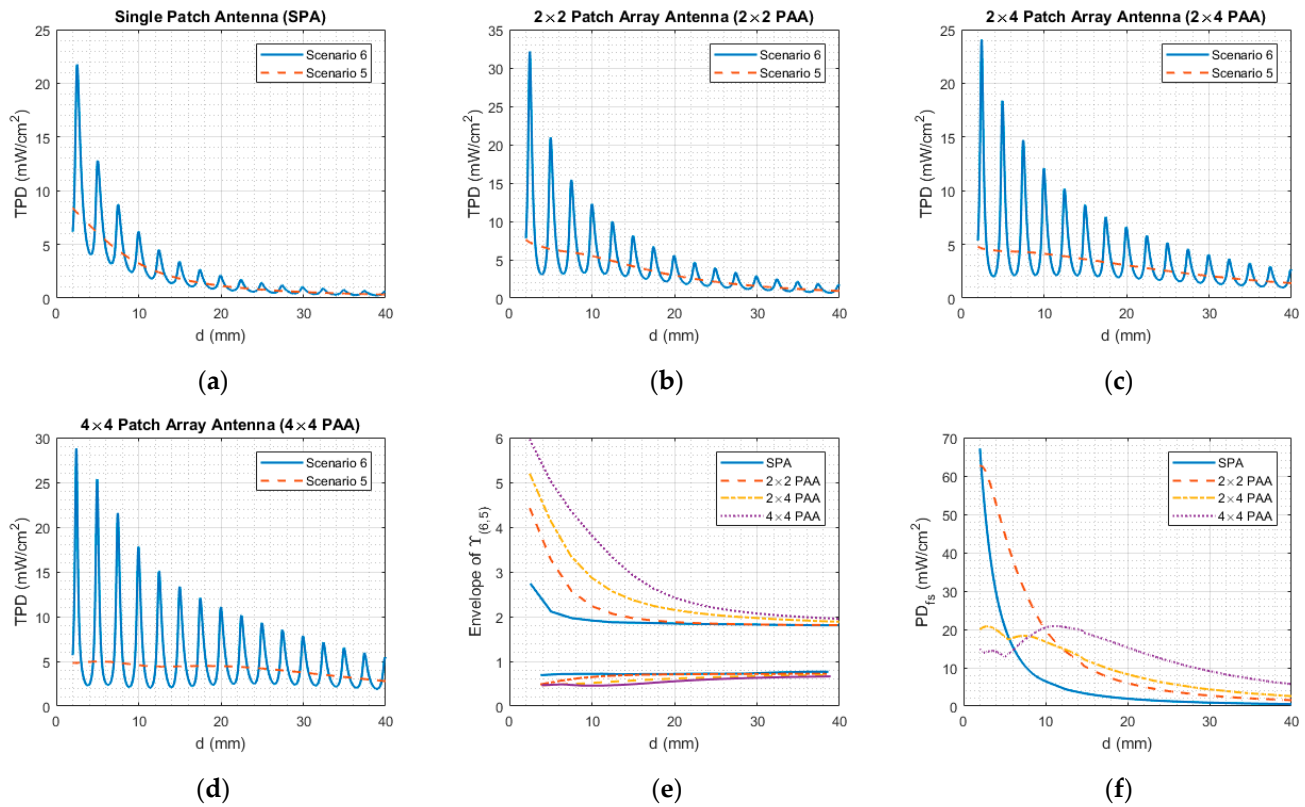 Single Patch Antenna (SPA)
25
20
15
10
5
0
0
10
20
30
40
TPD (mW/cm²)
d (mm)
Scenario 6
Scenario 5
(a)
2×2 Patch Array Antenna (2×2 PAA)
35
30
25
20
15
10
5
0
0
10
20
30
40
TPD (mW/cm²)
d (mm)
Scenario 6
Scenario 5
(b)
2×4 Patch Array Antenna (2×4 PAA)
25
20
15
10
5
0
0
10
20
30
40
TPD (mW/cm²)
d (mm)
Scenario 6
Scenario 5
(c)
4×4 Patch Array Antenna (4×4 PAA)
30
25
20
15
10
5
0
0
10
20
30
40
TPD (mW/cm²)
d (mm)
Scenario 6
Scenario 5
(d)
6
5
4
3
2
1
0
0
10
20
30
40
Envelope of ϒ(6,5)
d (mm)
SPA
2×2 PAA
2×4 PAA
4×4 PAA
(e)
70
60
50
40
30
20
10
0
0
10
20
30
40
PDfs (mW/cm²)
d (mm)
SPA
2×2 PAA
2×4 PAA
4×4 PAA
(f)